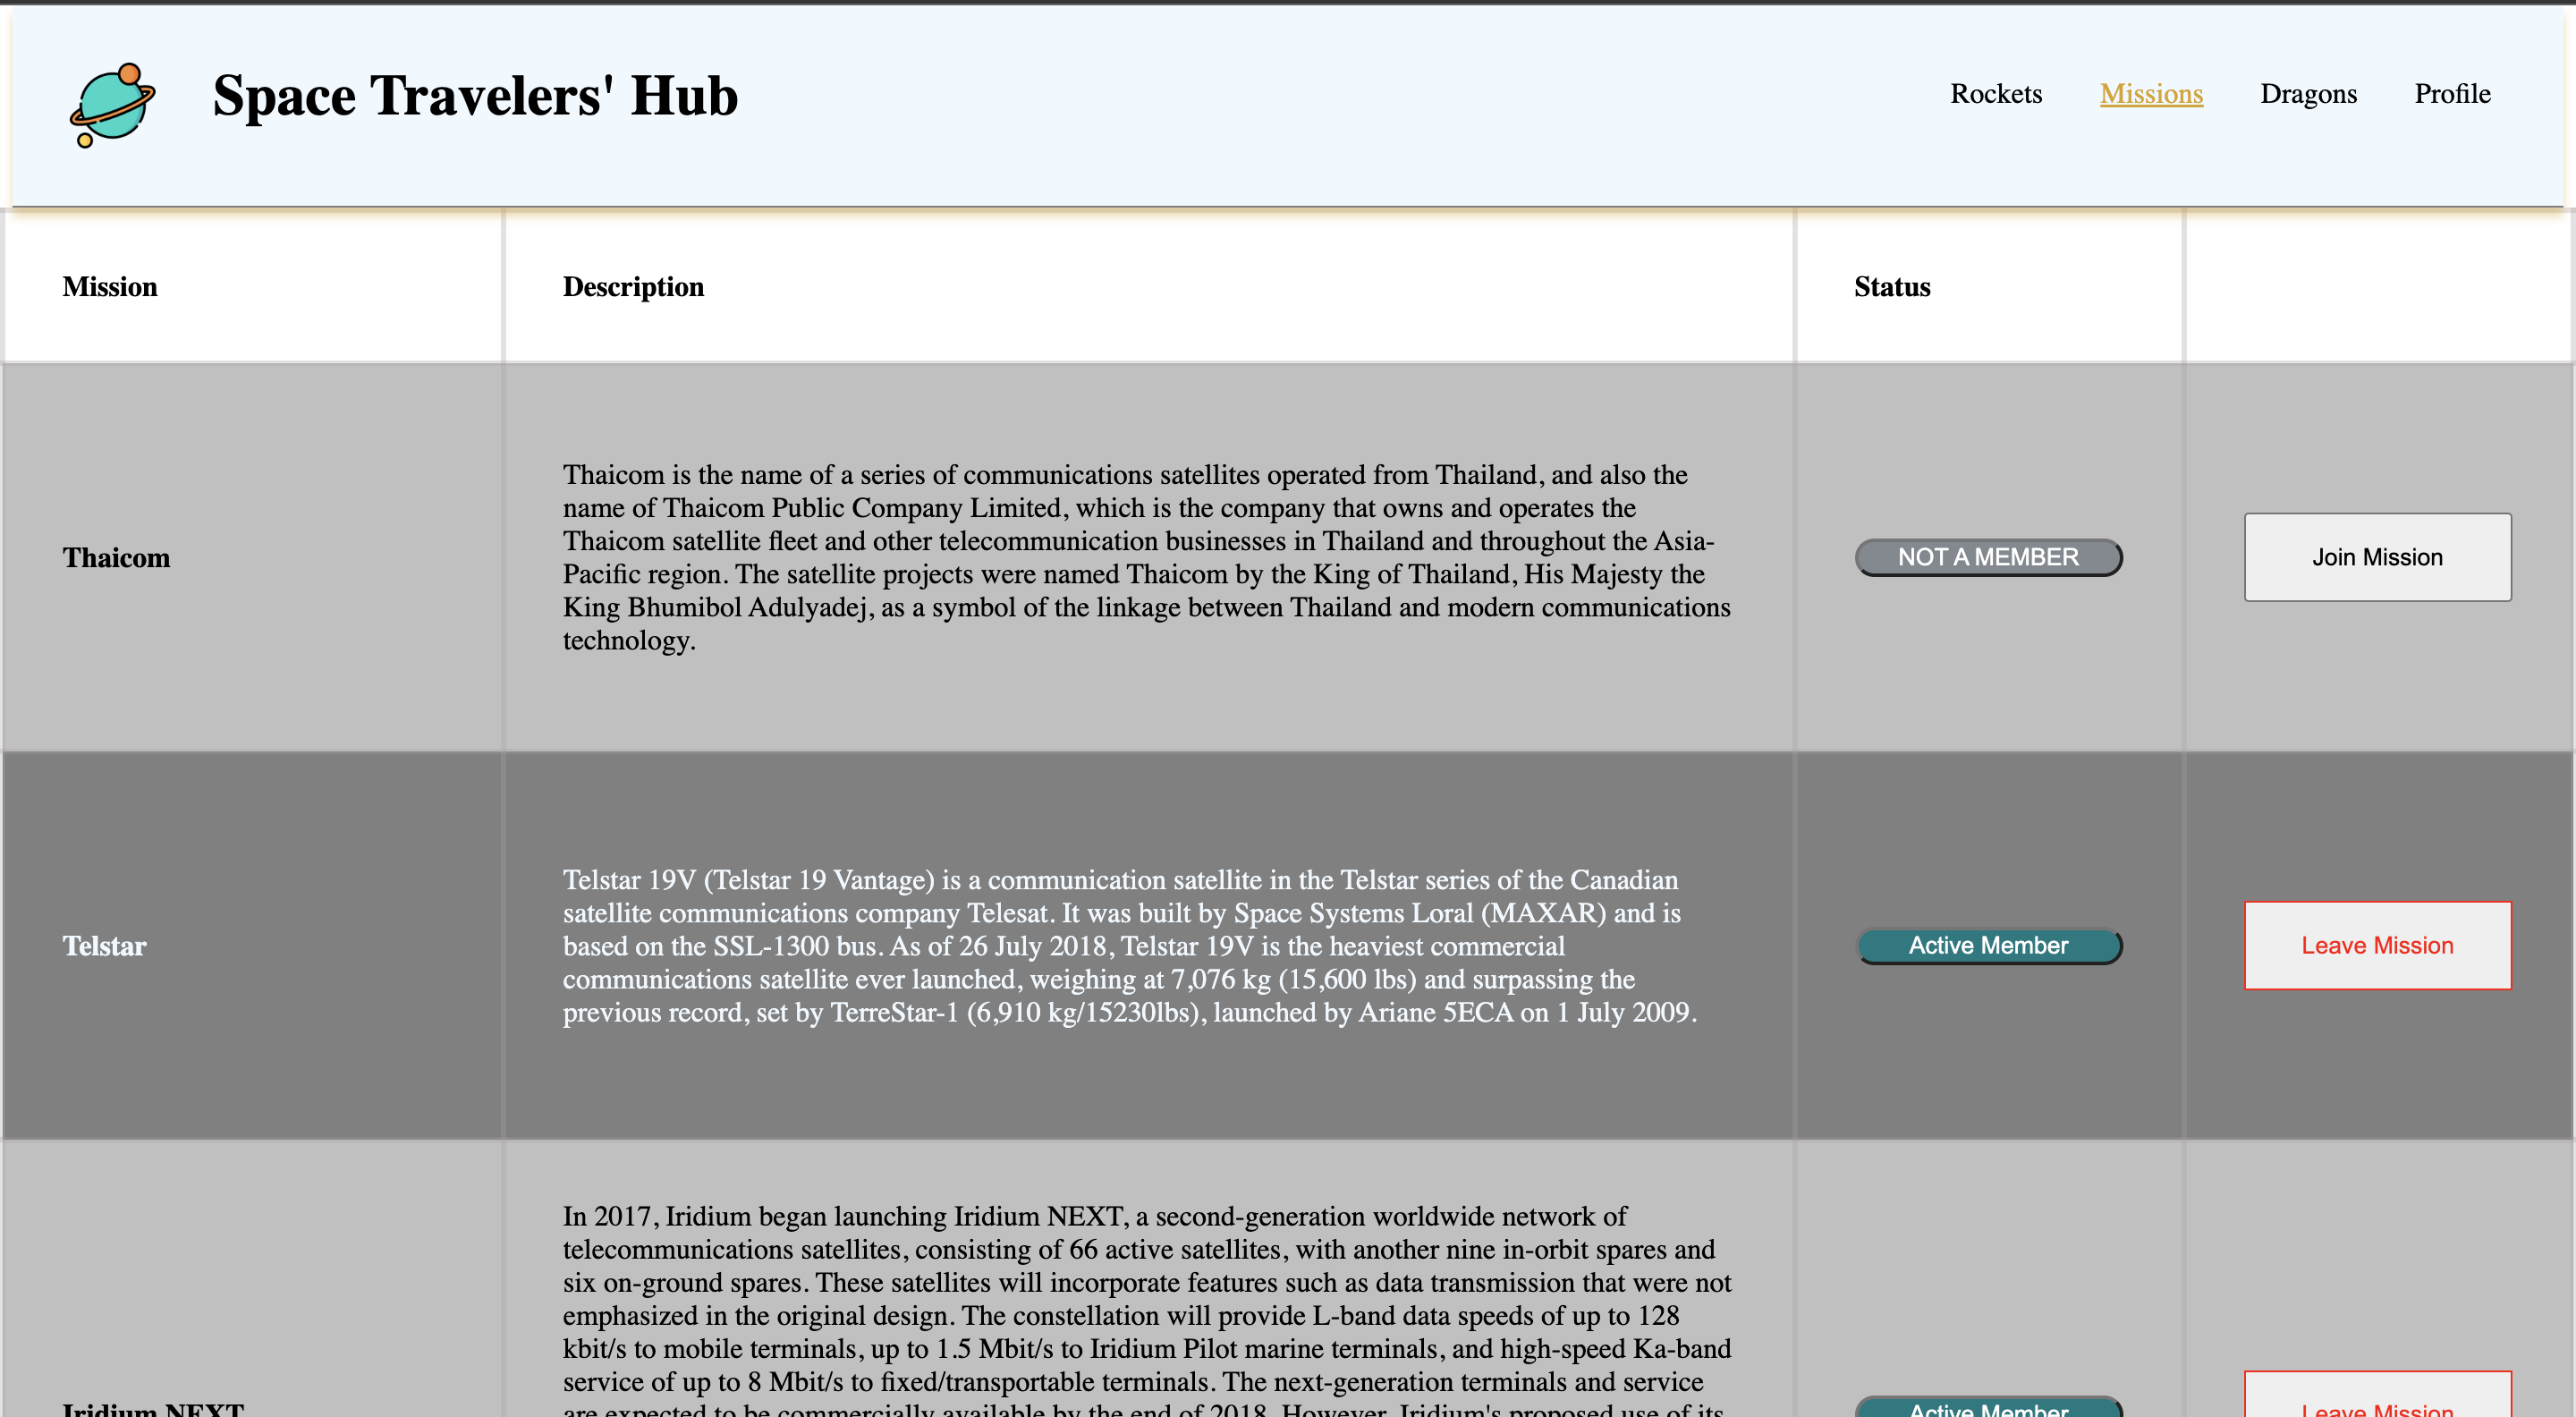 Space Travelers' Hub
Rockets Missions Dragons Profile
Mission Description Status
Thaicom
Thaicom is the name of a series of communications satellites operated from Thailand, and also the
name of Thaicom Public Company Limited, which is the company that owns and operates the
Thaicom satellite fleet and other telecommunication businesses in Thailand and throughout the Asia-
Pacific region. The satellite projects were named Thaicom by the King of Thailand, His Majesty the
King Bhumibol Adulyadej, as a symbol of the linkage between Thailand and modern communications
technology.
NOT A MEMBER
Join Mission
Telstar
Telstar 19V (Telstar 19 Vantage) is a communication satellite in the Telstar series of the Canadian
satellite communications company Telesat. It was built by Space Systems Loral (MAXAR) and is
based on the SSL-1300 bus. As of 26 July 2018, Telstar 19V is the heaviest commercial
communications satellite ever launched, weighing at 7,076 kg (15,600 lbs) and surpassing the
previous record, set by TerreStar-1 (6,910 kg/15230lbs), launched by Ariane 5ECA on 1 July 2009.
Active Member
Leave Mission
Iridium NEXT
In 2017, Iridium began launching Iridium NEXT, a second-generation worldwide network of
telecommunications satellites, consisting of 66 active satellites, with another nine in-orbit spares and
six on-ground spares. These satellites will incorporate features such as data transmission that were not
emphasized in the original design. The constellation will provide L-band data speeds of up to 128
kbit/s to mobile terminals, up to 1.5 Mbit/s to Iridium Pilot marine terminals, and high-speed Ka-band
service of up to 8 Mbit/s to fixed/transportable terminals. The next-generation terminals and service
are expected to be commercially available by the end of 2018. However, Iridium's proposed use of its
Active Member
Leave Mission